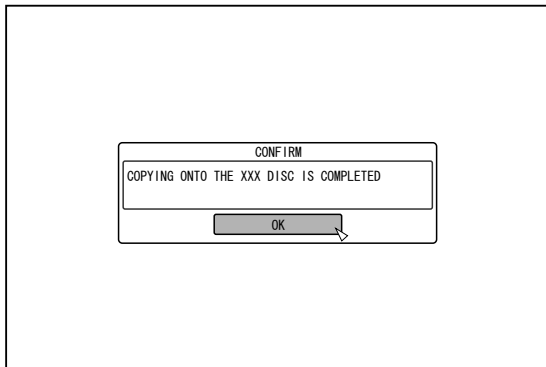 CONFIRM
COPYING ONTO THE XXX DISC IS COMPLETED
OK